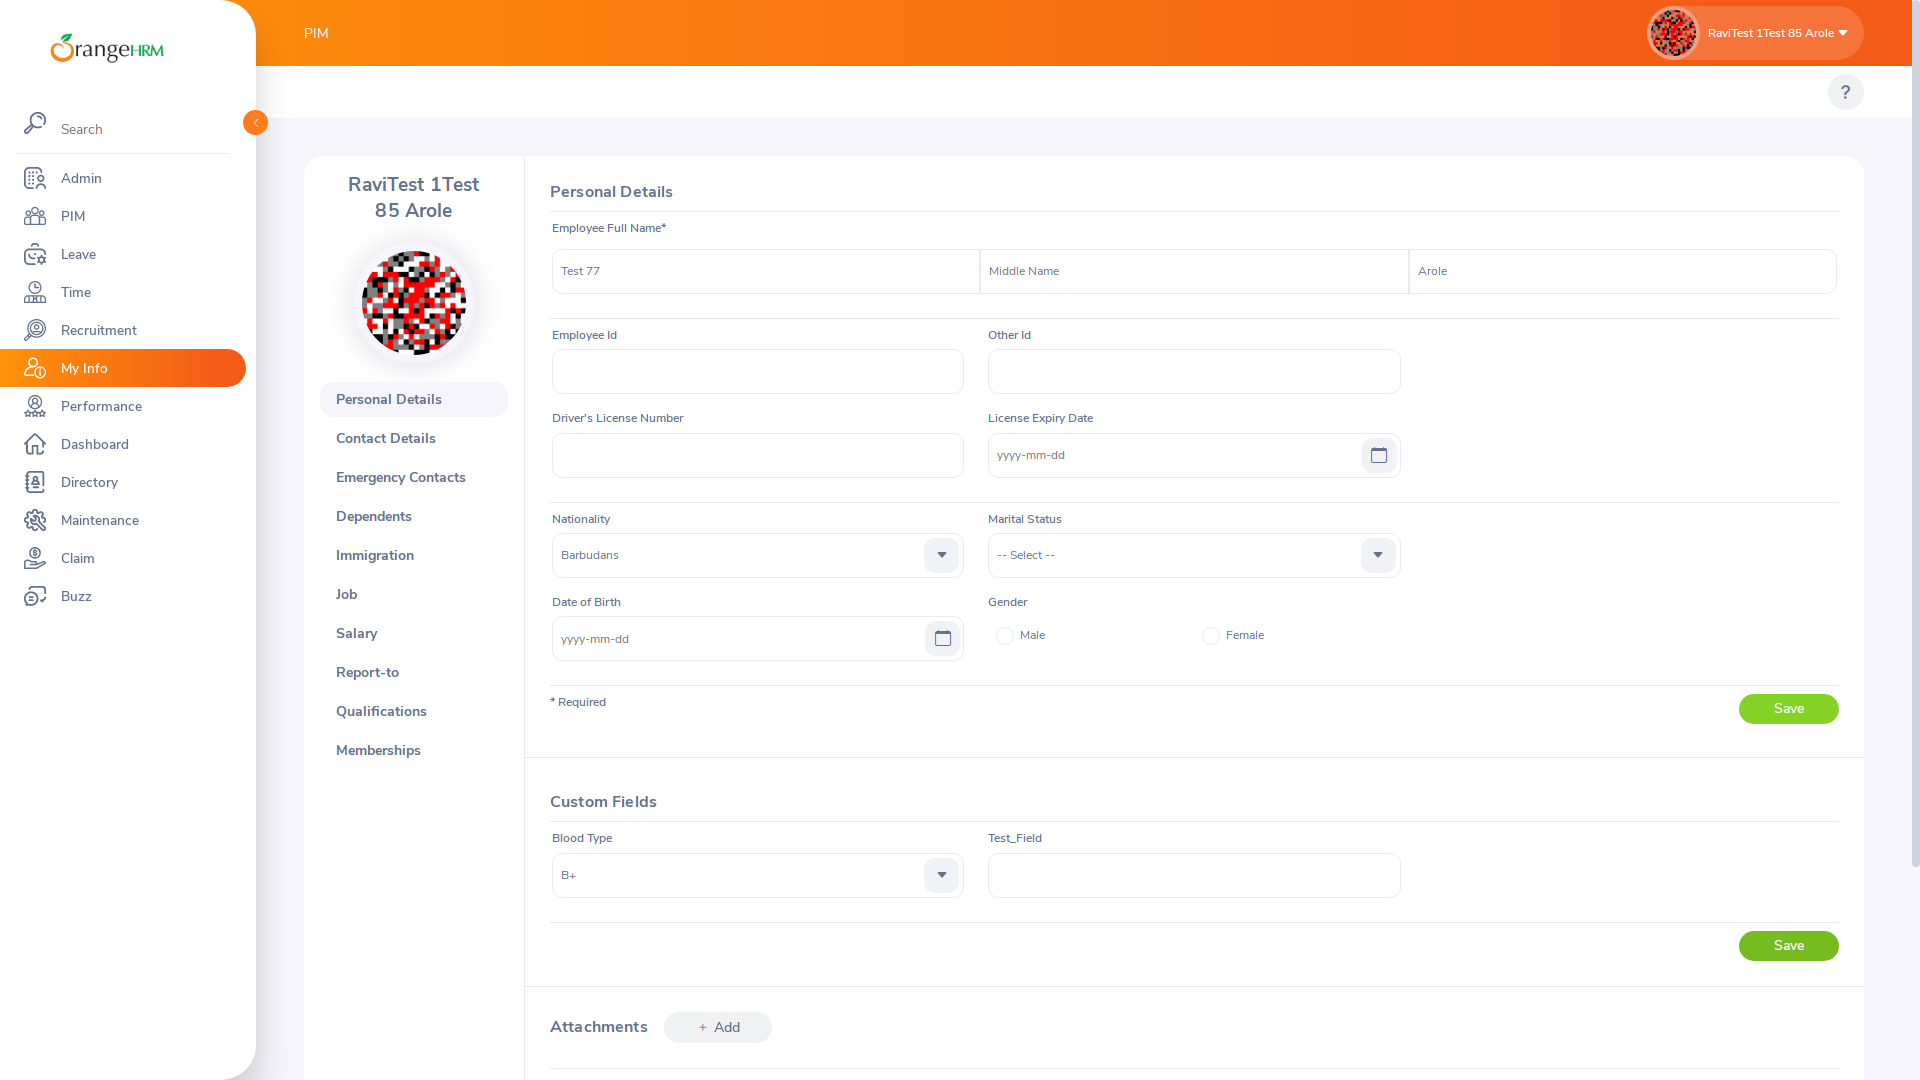 PIM
RaviTest 1Test 85 Arole
OrangeHRM
?
Search
Admin
PIM
Leave
Time
Recruitment
My Info
Performance
Dashboard
Directory
Maintenance
Claim
Buzz
RaviTest 1Test
85 Arole
Personal Details
Contact Details
Emergency Contacts
Dependents
Immigration
Job
Salary
Report-to
Qualifications
Memberships
Personal Details
Employee Full Name*
Test 77 Middle Name Arole
Employee Id Other Id
Driver's License Number License Expiry Date
yyyy-mm-dd
Nationality Marital Status
Barbudans -- Select --
Date of Birth Gender
yyyy-mm-dd Male Female
* Required Save
Custom Fields
Blood Type Test_Field
B+
Save
Attachments + Add